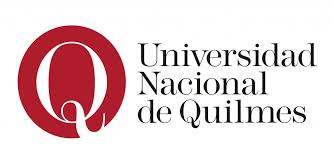 Q
Universidad
Nacional
de Quilmes